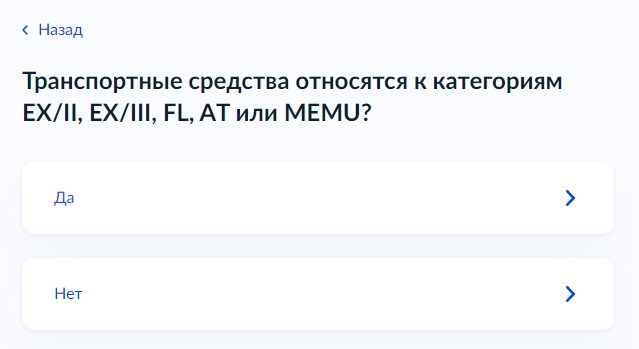 Назад
Транспортные средства относятся к категориям
EX/II, EX/III, FL, AT или MEMU?
Да
Нет